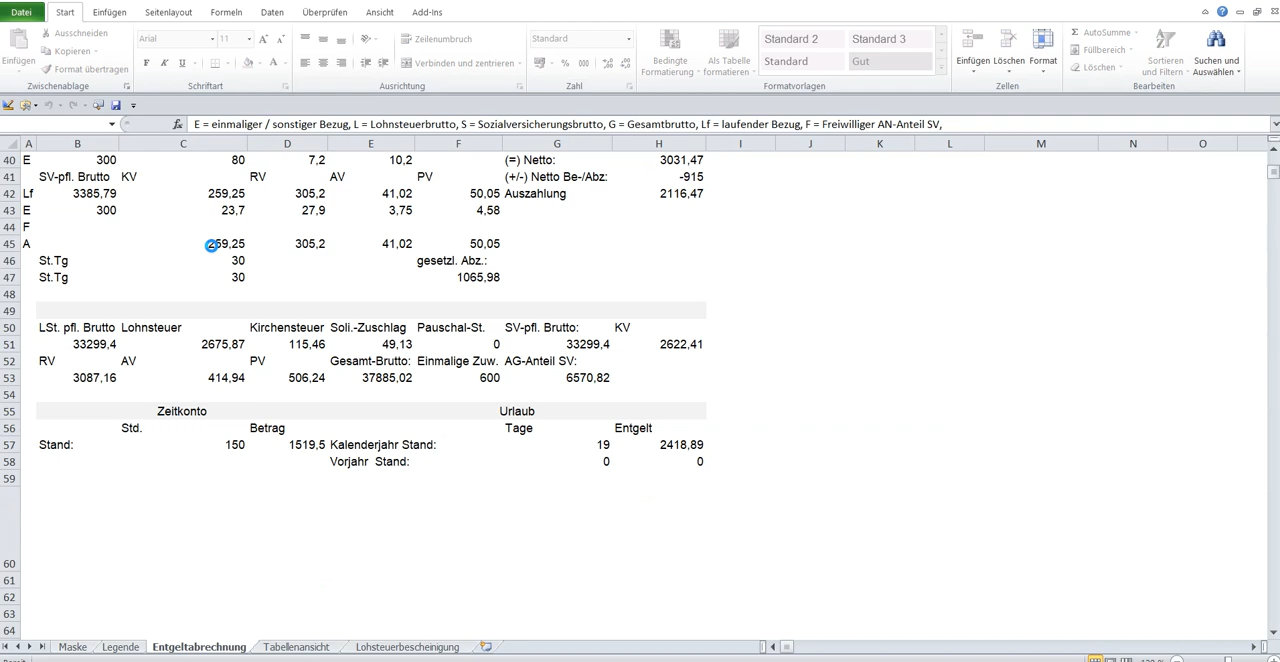 Datei Start Einfügen Seitenlayout Formeln Daten Überprüfen Ansicht Add-Ins
Ausschneiden Arial 11 Zeilenumbruch Standard Standard 2 Standard 3 AutoSumme
Einfügen Kopieren Format übertragen F K U Verbinden und zentrieren % 000 Bedingte Formatierung Als Tabelle formatieren Standard Gut Einfügen Löschen Format Füllbereich Löschen Sortieren und Filtern Suchen und Auswählen
Zwischenablage Schriftart Ausrichtung Zahl Formatvorlagen Zellen Bearbeiten
fx E = einmaliger / sonstiger Bezug, L = Lohnsteuerbrutto, S = Sozialversicherungsbrutto, G = Gesamtbrutto, Lf = laufender Bezug, F = Freiwilliger AN-Anteil SV,
A B C D E F G H I J K L M N O
40 E 300 80 7,2 10,2 (=) Netto: 3031,47
41 SV-pfl. Brutto KV RV AV PV (+/-) Netto Be-/Abz: -915
42 Lf 3385,79 259,25 305,2 41,02 50,05 Auszahlung 2116,47
43 E 300 23,7 27,9 3,75 4,58
44 F
45 A 259,25 305,2 41,02 50,05
46 St.Tg 30 gesetzl. Abz.:
47 St.Tg 30 1065,98
48
49
50 LSt. pfl. Brutto Lohnsteuer Kirchensteuer Soli.-Zuschlag Pauschal-St. SV-pfl. Brutto: KV
51 33299,4 2675,87 115,46 49,13 0 33299,4 2622,41
52 RV AV PV Gesamt-Brutto: Einmalige Zuw. AG-Anteil SV:
53 3087,16 414,94 506,24 37885,02 600 6570,82
54
55 Zeitkonto Urlaub
56 Std. Betrag Tage Entgelt
57 Stand: 150 1519,5 Kalenderjahr Stand: 19 2418,89
58 Vorjahr Stand: 0 0
59
60
61
62
63
64
Maske Legende Entgeltabrechnung Tabellenansicht Lohsteuerbescheinigung